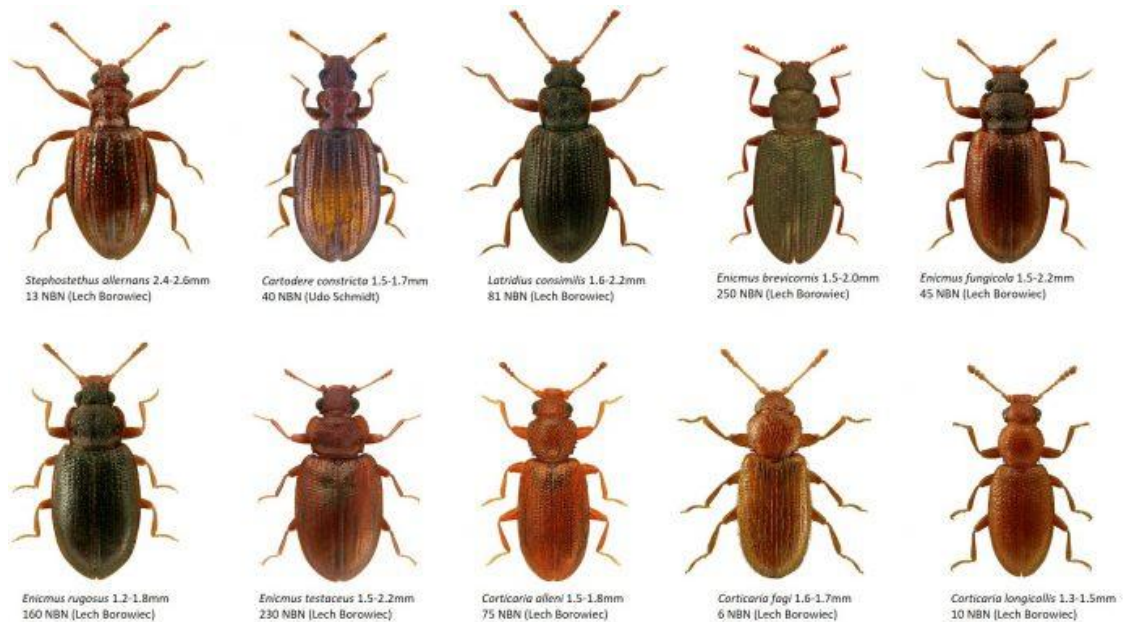 Stephostethus allernans 2.4-2.6mm
13 NBN (Lech Borowiec)
Cartodere constricta 1.5-1.7mm
40 NBN (Udo Schmidt)
Latridius consimilis 1.6-2.2mm
81 NBN (Lech Borowiec)
Enicmus brevicornis 1.5-2.0mm
250 NBN (Lech Borowiec)
Enicmus fungicola 1.5-2.2mm
45 NBN (Lech Borowiec)
Enicmus rugosus 1.2-1.8mm
160 NBN (Lech Borowiec)
Enicmus testaceus 1.5-2.2mm
230 NBN (Lech Borowiec)
Corticaria alleni 1.5-1.8mm
75 NBN (Lech Borowiec)
Corticaria fagi 1.6-1.7mm
6 NBN (Lech Borowiec)
Corticaria longicollis 1.3-1.5mm
10 NBN (Lech Borowiec)